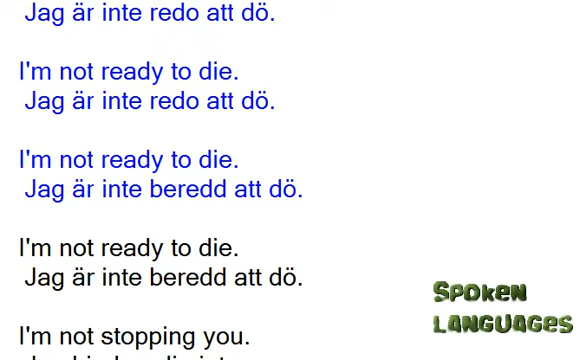 Jag är inte redo att dö.
I'm not ready to die.
Jag är inte redo att dö.
I'm not ready to die.
Jag är inte beredd att dö.
I'm not ready to die.
Jag är inte beredd att dö.
I'm not stopping you.
SPOKEN
LANGUAGES